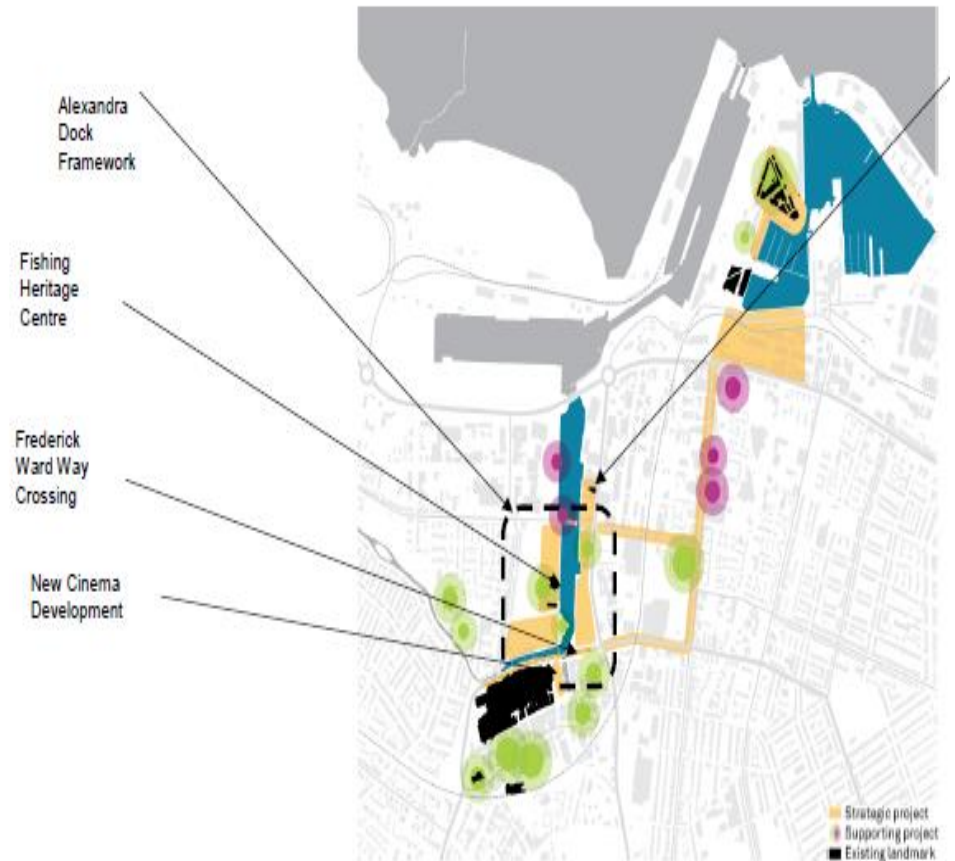 Alexandra
Dock
Framework
Fishing
Heritage
Centre
Frederick
Ward Way
Crossing
New Cinema
Development
Strategic project
Supporting project
Existing landmark